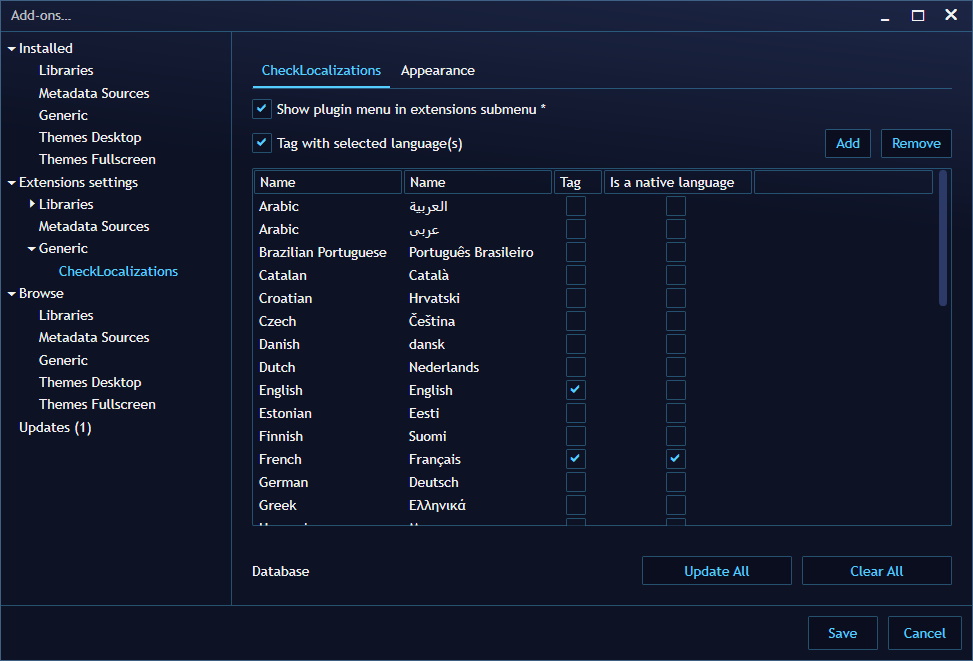 Add-ons...
Installed
Libraries
Metadata Sources
Generic
Themes Desktop
Themes Fullscreen
Extensions settings
Libraries
Metadata Sources
Generic
CheckLocalizations
Browse
Libraries
Metadata Sources
Generic
Themes Desktop
Themes Fullscreen
Updates (1)
CheckLocalizations Appearance
Show plugin menu in extensions submenu *
Tag with selected language(s) Add Remove
Name Name Tag Is a native language
Arabic العربية
Arabic عربى
Brazilian Portuguese Português Brasileiro
Catalan Català
Croatian Hrvatski
Czech Čeština
Danish dansk
Dutch Nederlands
English English
Estonian Eesti
Finnish Suomi
French Français
German Deutsch
Greek Ελληνικά
Database Update All Clear All
Save Cancel